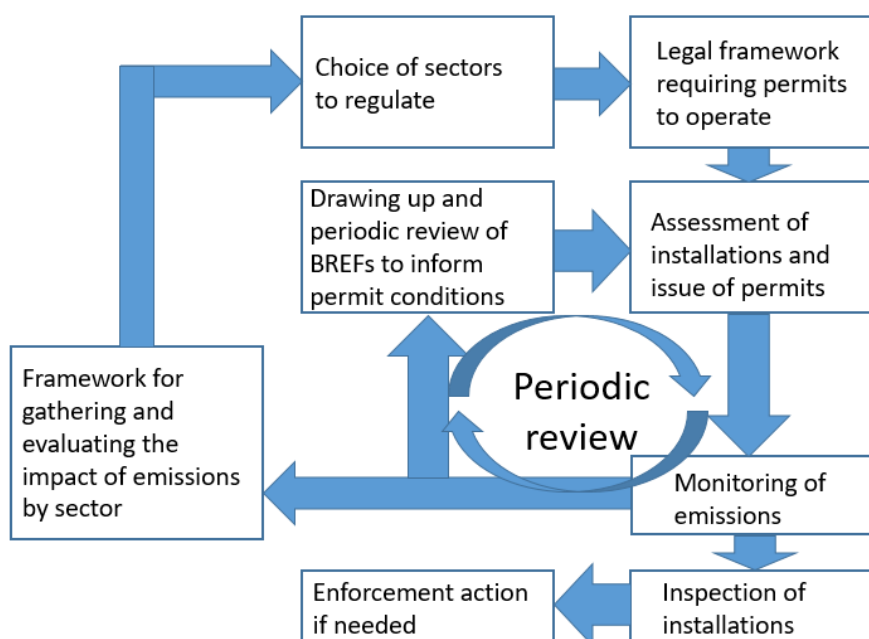 Choice of sectors
to regulate
Legal framework
requiring permits
to operate
Drawing up and
periodic review of
BREFs to inform
permit conditions
Assessment of
installations and
issue of permits
Framework for
gathering and
evaluating the
impact of emissions
by sector
Periodic
review
Monitoring of
emissions
Enforcement action
if needed
Inspection of
installations